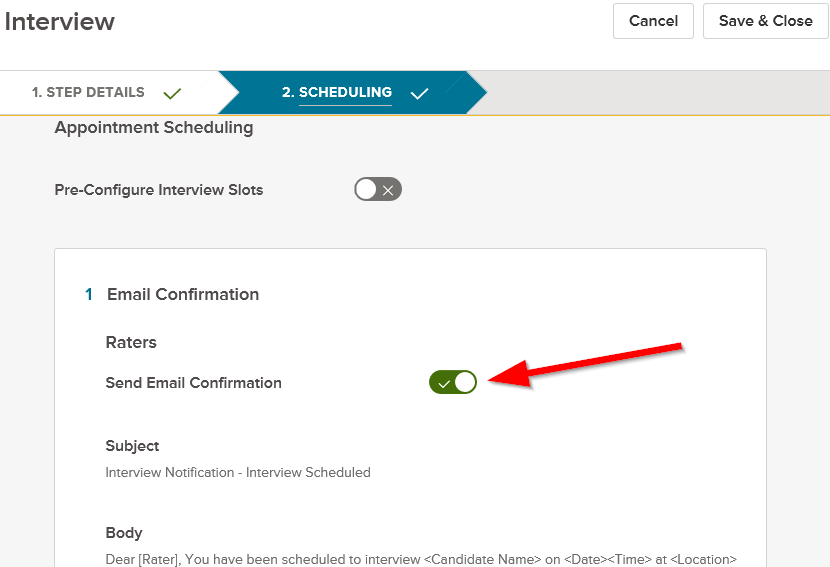 Interview
Cancel
Save & Close
1. STEP DETAILS
2. SCHEDULING
Appointment Scheduling
Pre-Configure Interview Slots
1 Email Confirmation
Raters
Send Email Confirmation
Subject
Interview Notification - Interview Scheduled
Body
Dear [Rater], You have been scheduled to interview <Candidate Name> on <Date><Time> at <Location>